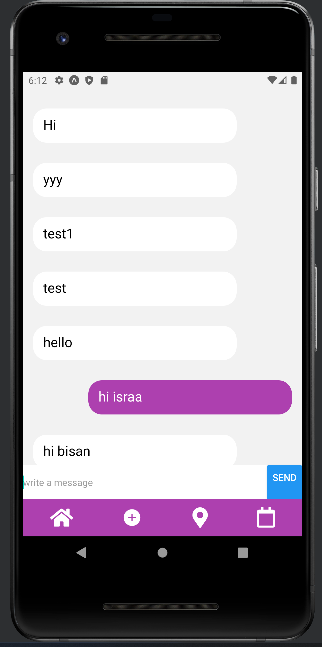 6:12
Hi
yyy
test1
test
hello
hi israa
hi bisan
write a message
SEND